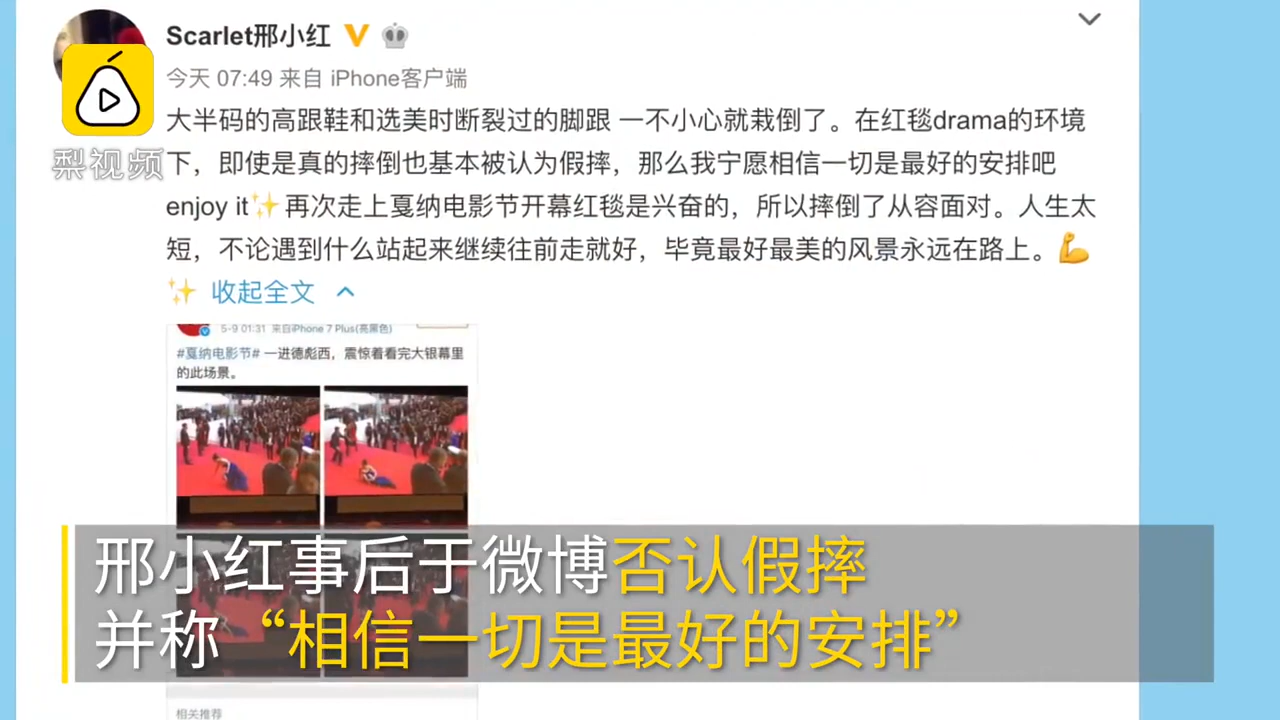 Scarlet邢小红
今天 07:49 来自 iPhone客户端
大半码的高跟鞋和选美时断裂过的脚跟 一不小心就栽倒了。在红毯drama的环境
下，即使是真的摔倒也基本被认为假摔，那么我宁愿相信一切是最好的安排吧
enjoy it✨再次走上戛纳电影节开幕红毯是兴奋的，所以摔倒了从容面对。人生太
短，不论遇到什么站起来继续往前走就好，毕竟最好最美的风景永远在路上。💪
✨ 收起全文
梨视频
5-9 01:31 来自iPhone 7 Plus(亮黑色)
#戛纳电影节# 一进德彪西，震惊着看完大银幕里
的此场景。
邢小红事后于微博否认假摔
并称“相信一切是最好的安排”
相关推荐